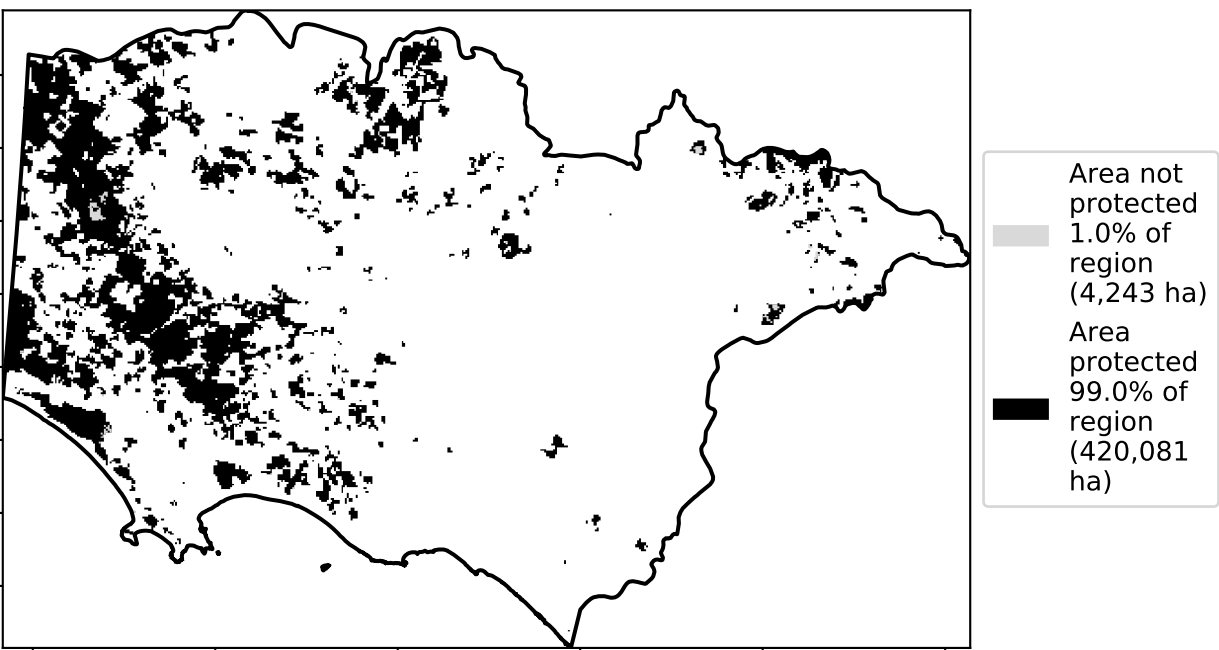 Area not
protected
1.0% of
region
(4,243 ha)
Area
protected
99.0% of
region
(420,081
ha)